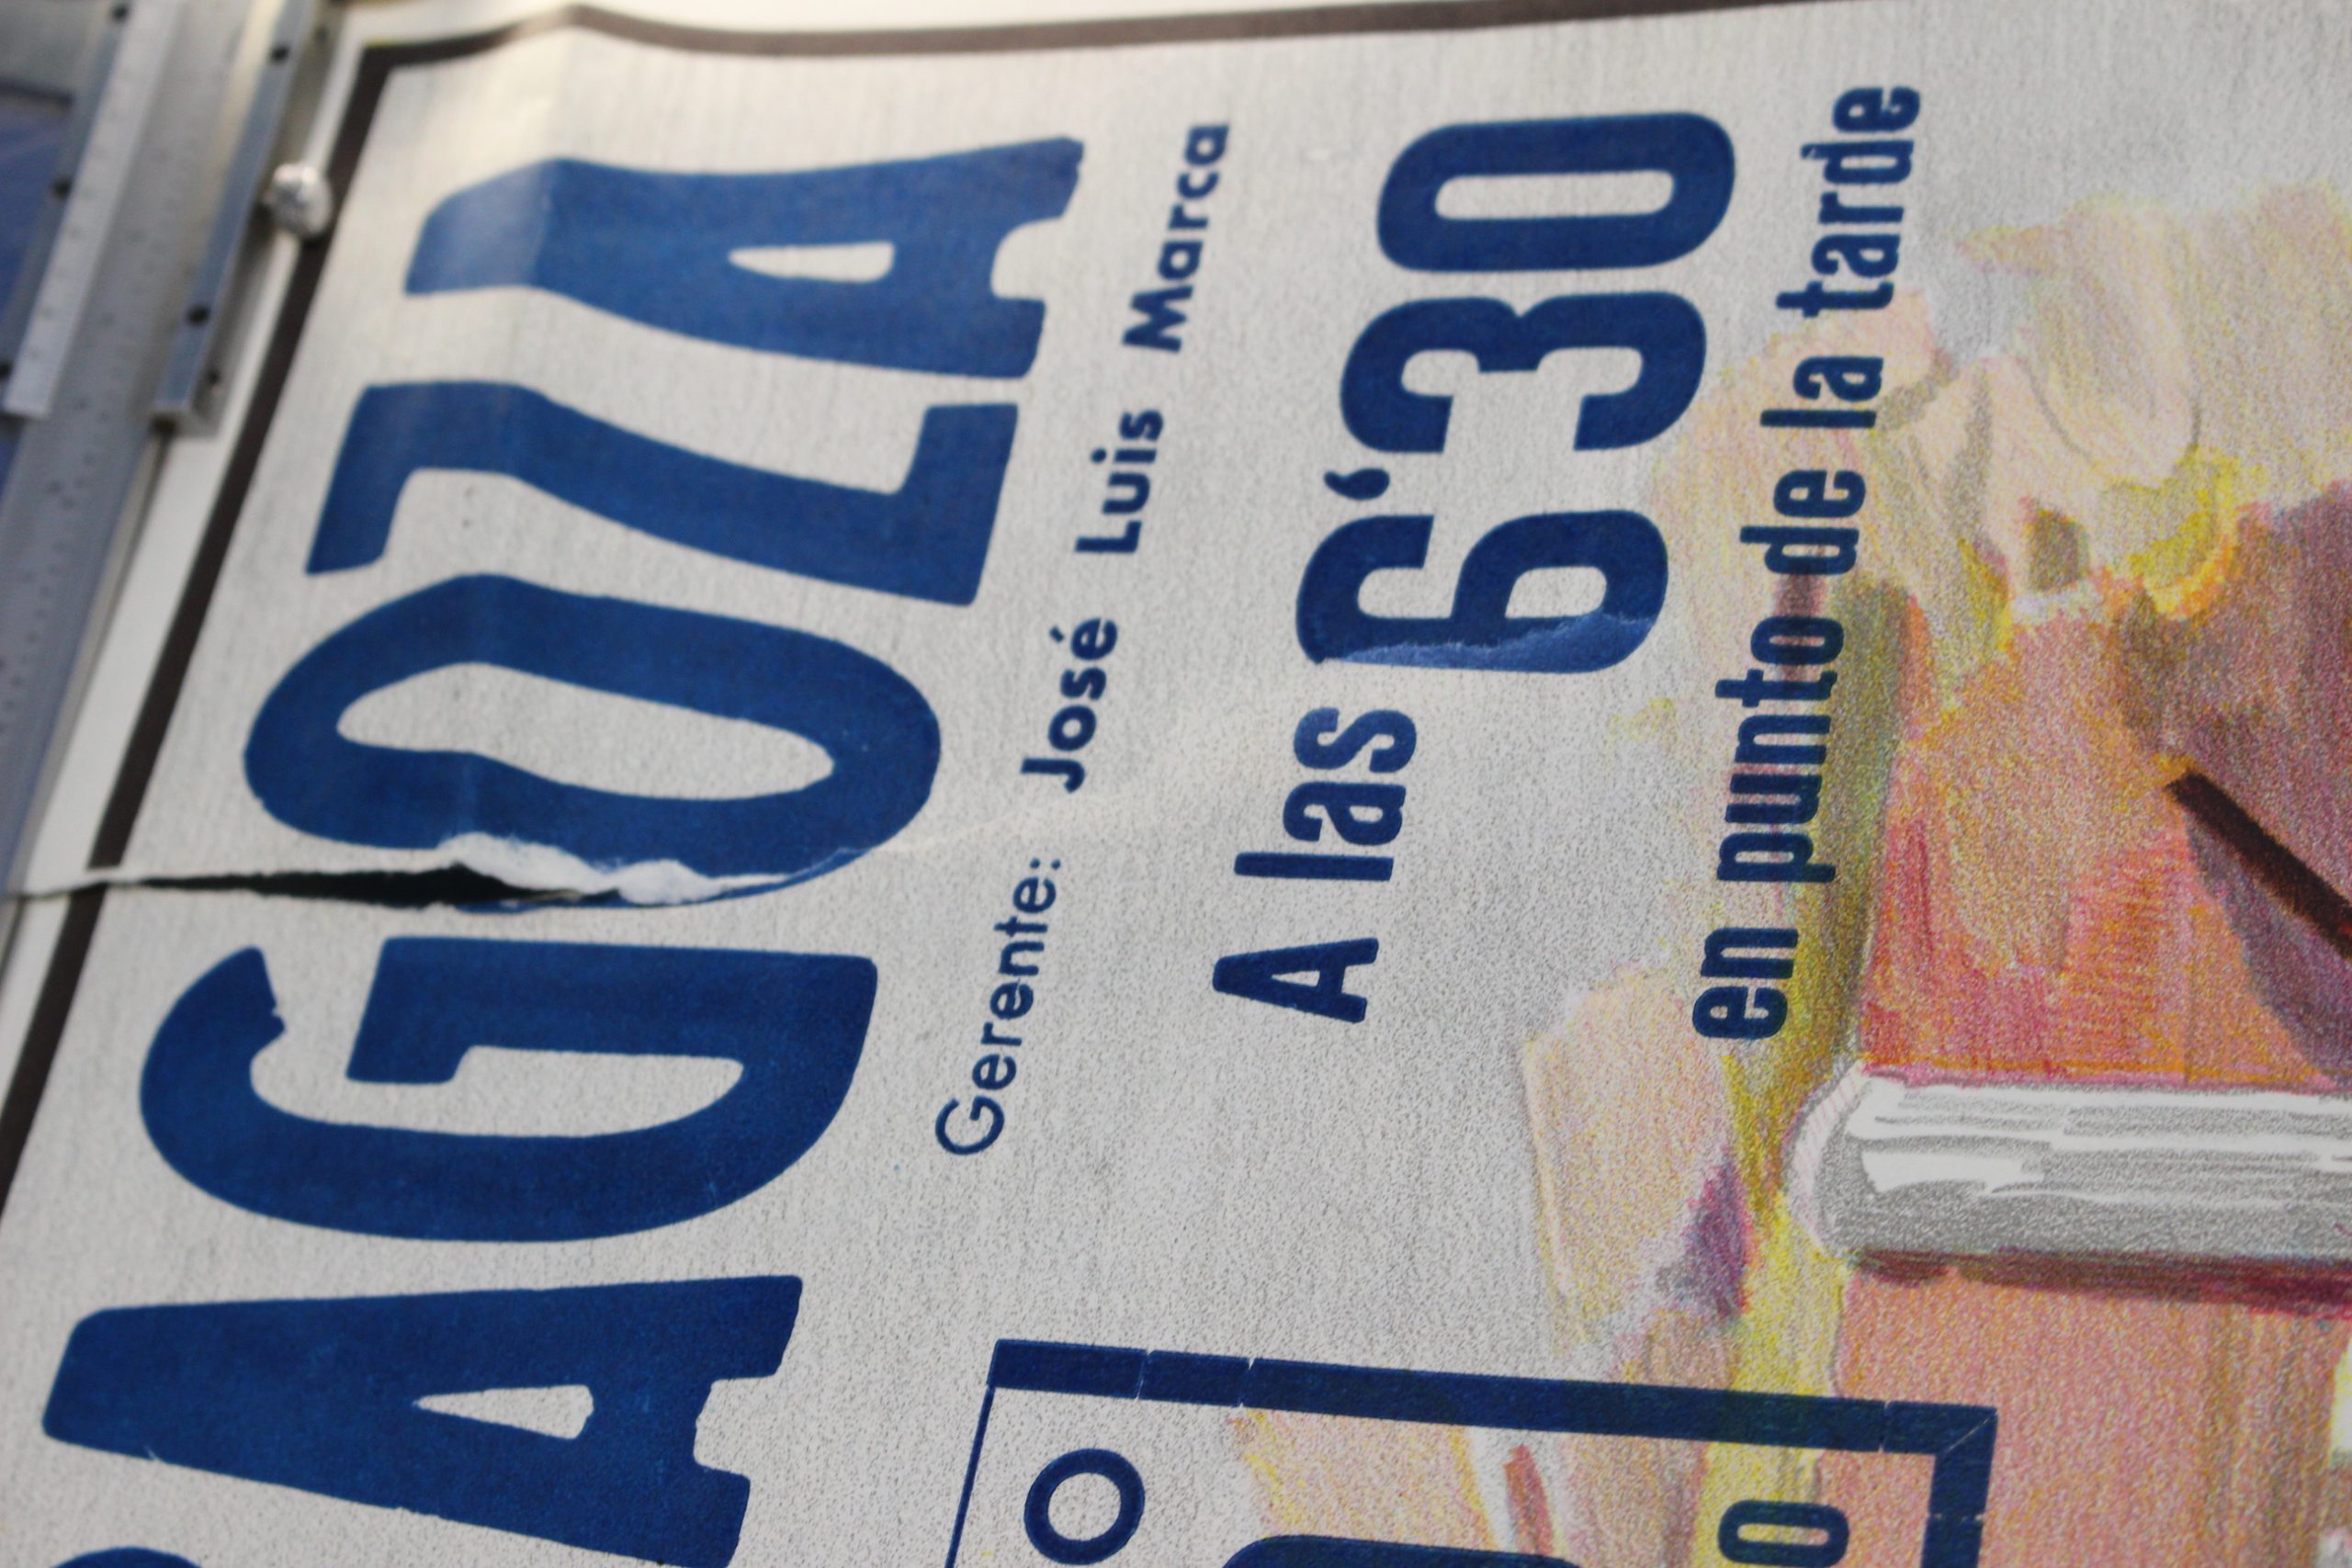 AGOZA
Gerente: José Luis Marca
A las 6'30
en punto de la tarde
O
o